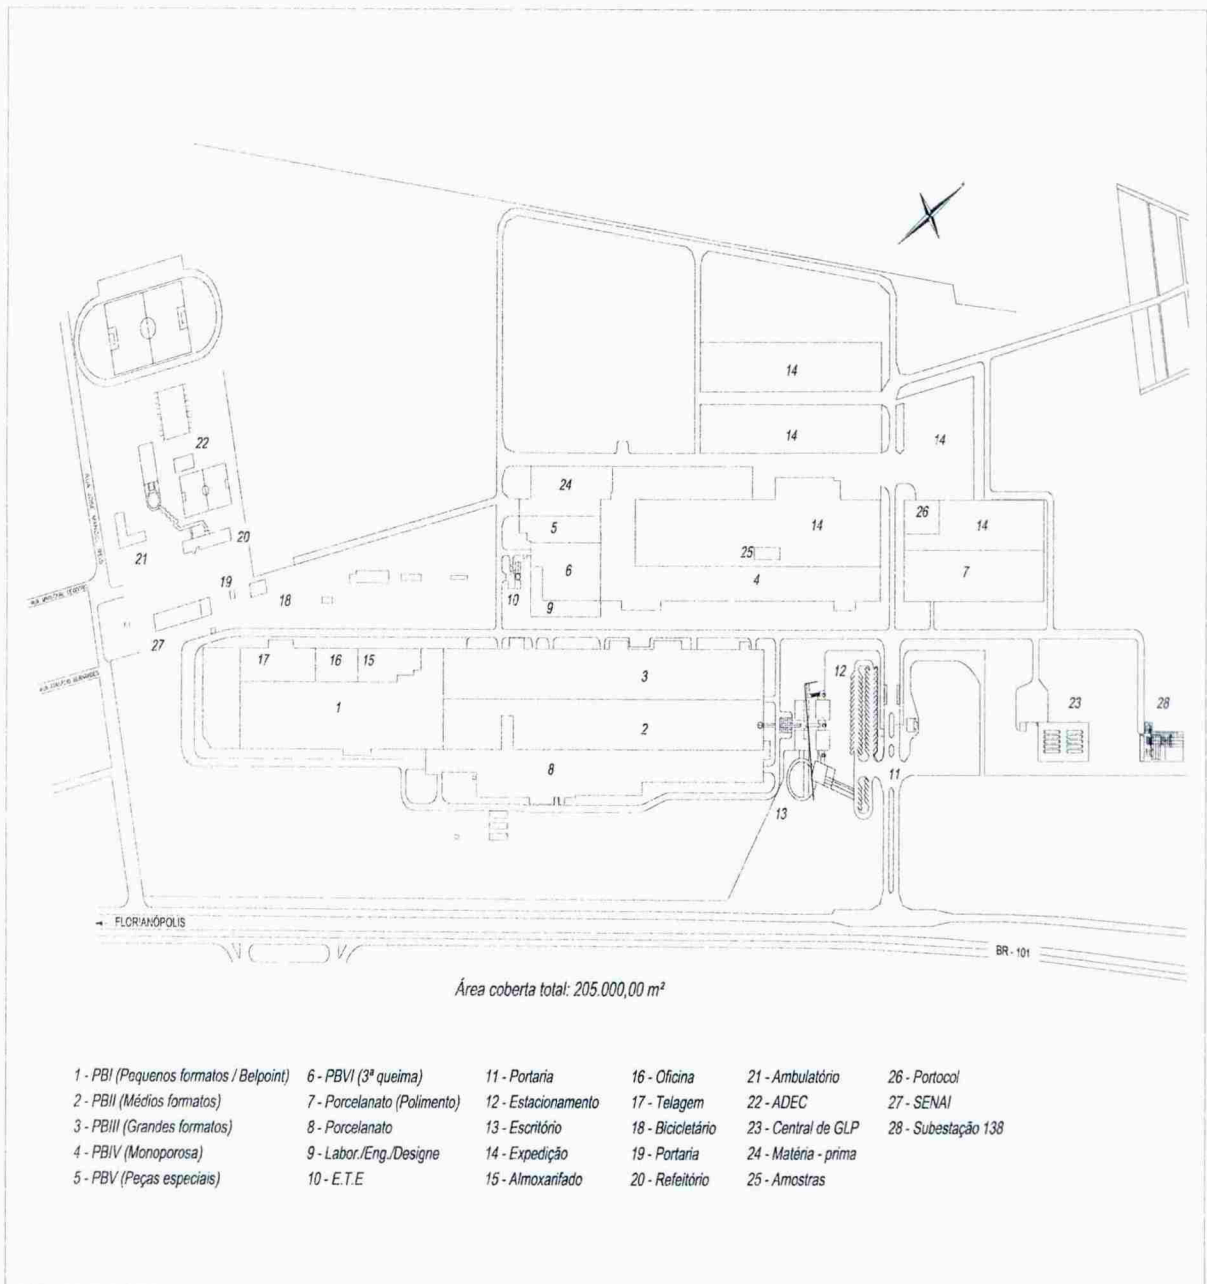 14
14
14
22
24
26
14
14
5
20
21
25
6
7
4
19
18
10
9
27
17
16
15
12
3
23
28
1
2
8
11
13
FLORIANÓPOLIS
BR - 101
Área coberta total: 205.000,00 m²
1 - PBI (Pequenos formatos / Belpoint)
2 - PBII (Médios formatos)
3 - PBIII (Grandes formatos)
4 - PBIV (Monoporosa)
5 - PBV (Peças especiais)
6 - PBVI (3ª queima)
7 - Porcelanato (Polimento)
8 - Porcelanato
9 - Labor./Eng./Designe
10 - E.T.E
11 - Portaria
12 - Estacionamento
13 - Escritório
14 - Expedição
15 - Almoxarifado
16 - Oficina
17 - Telagem
18 - Bicicletário
19 - Portaria
20 - Refeitório
21 - Ambulatório
22 - ADEC
23 - Central de GLP
24 - Matéria - prima
25 - Amostras
26 - Portocol
27 - SENAI
28 - Subestação 138